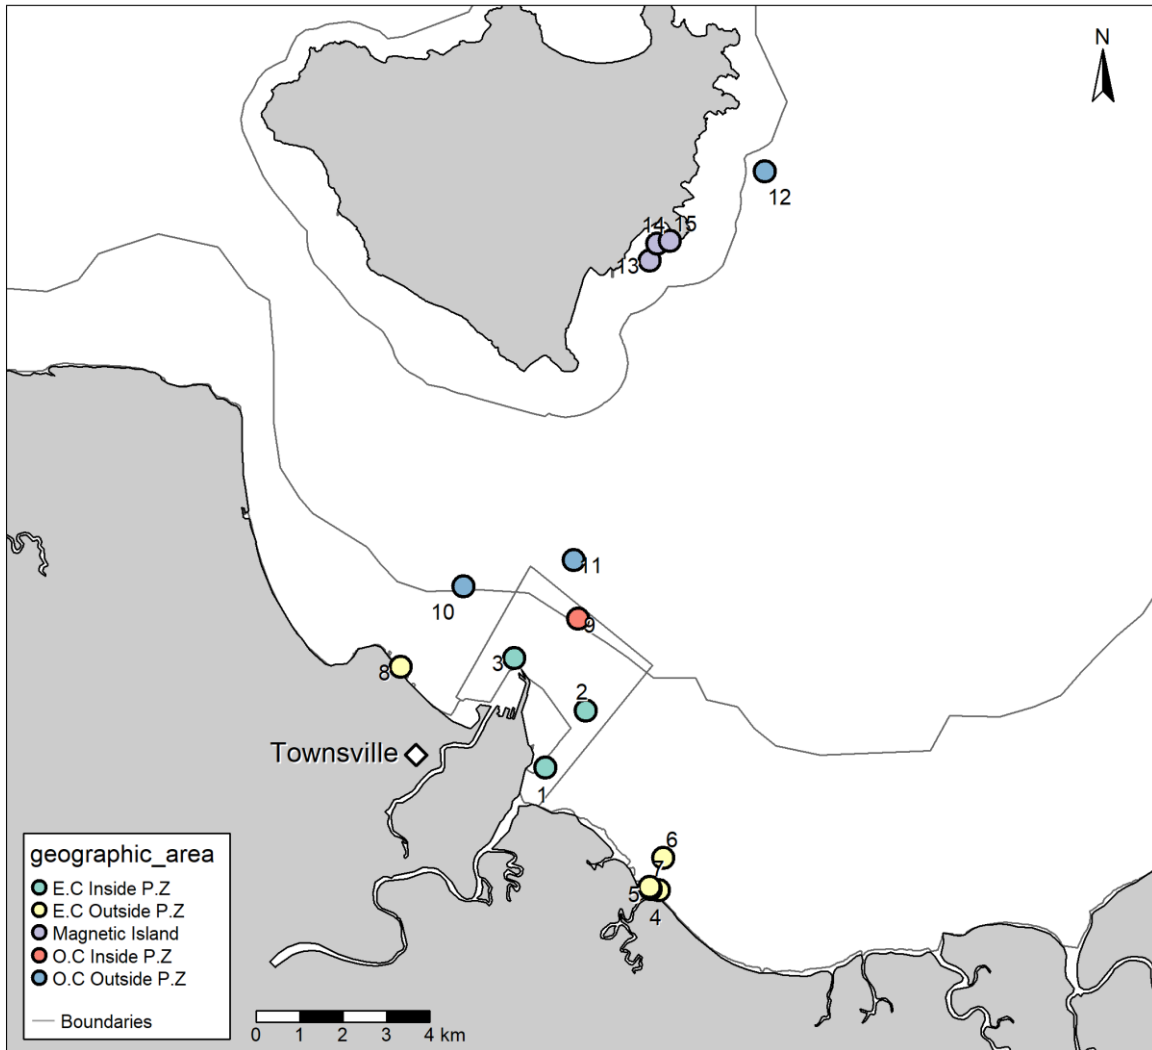 N
12
14 15
13
11
10
9
3
8
2
Townsville
1
6
7
5
4
geographic_area
E.C Inside P.Z
E.C Outside P.Z
Magnetic Island
O.C Inside P.Z
O.C Outside P.Z
Boundaries
0 1 2 3 4 km